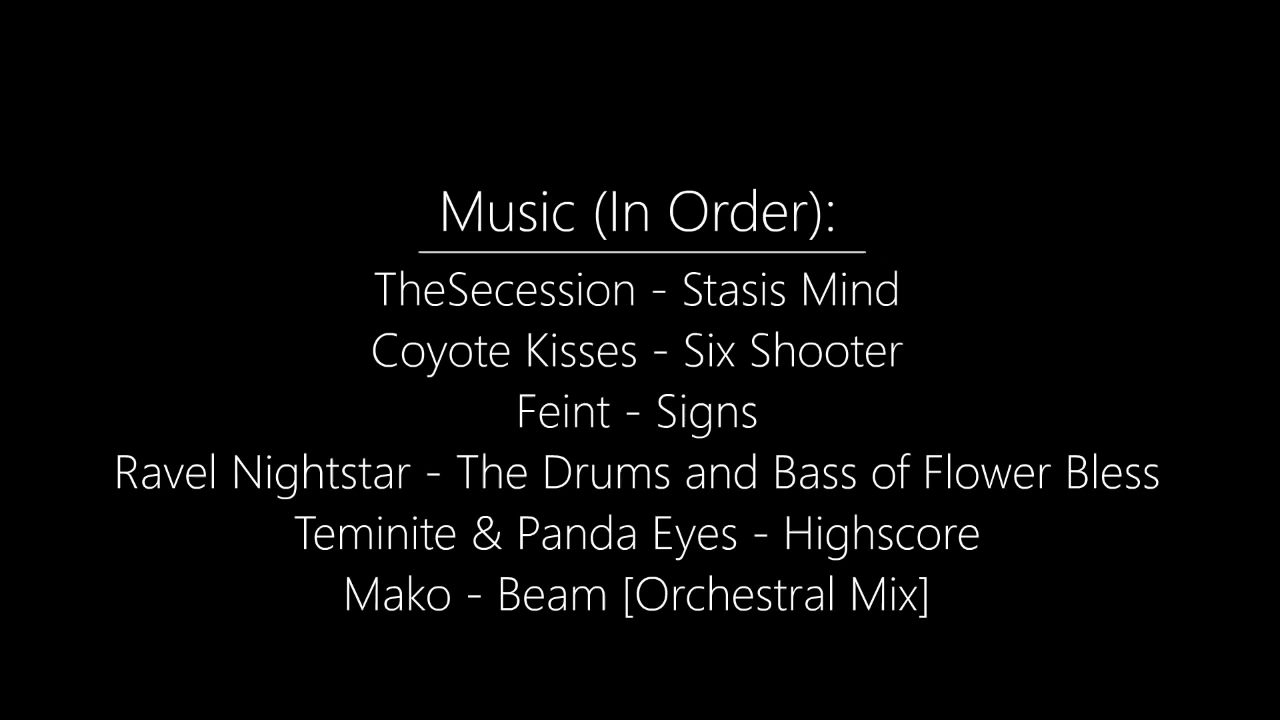 Music (In Order):
TheSecession - Stasis Mind
Coyote Kisses - Six Shooter
Feint - Signs
Ravel Nightstar - The Drums and Bass of Flower Bless
Teminite & Panda Eyes - Highscore
Mako - Beam [Orchestral Mix]